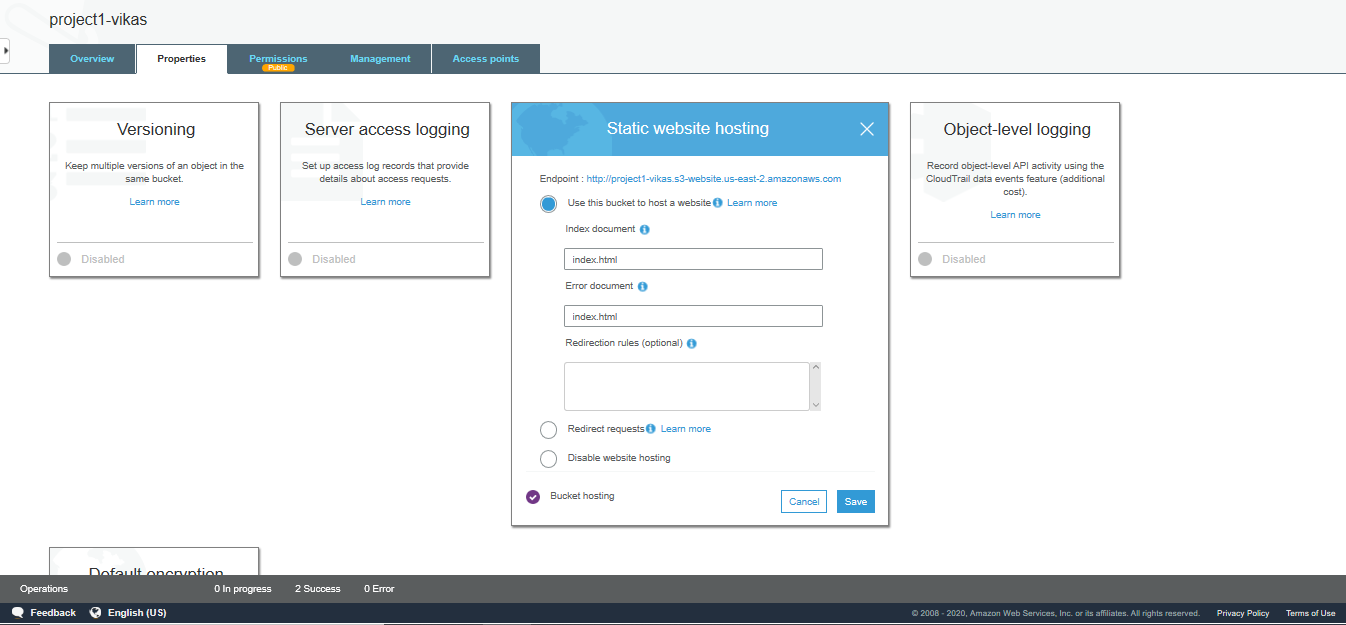 project1-vikas
Overview
Properties
Permissions
Public
Management
Access points
Versioning
Keep multiple versions of an object in the
same bucket.
Learn more
Disabled
Server access logging
Set up access log records that provide
details about access requests.
Learn more
Disabled
Static website hosting
Endpoint : http://project1-vikas.s3-website.us-east-2.amazonaws.com
Use this bucket to host a website Learn more
Index document
index.html
Error document
index.html
Redirection rules (optional)
Redirect requests Learn more
Disable website hosting
Bucket hosting
Cancel
Save
Object-level logging
Record object-level API activity using the
CloudTrail data events feature (additional
cost).
Learn more
Disabled
Default encryption
Operations
0 In progress
2 Success
0 Error
Feedback
English (US)
© 2008 - 2020, Amazon Web Services, Inc. or its affiliates. All rights reserved.
Privacy Policy
Terms of Use